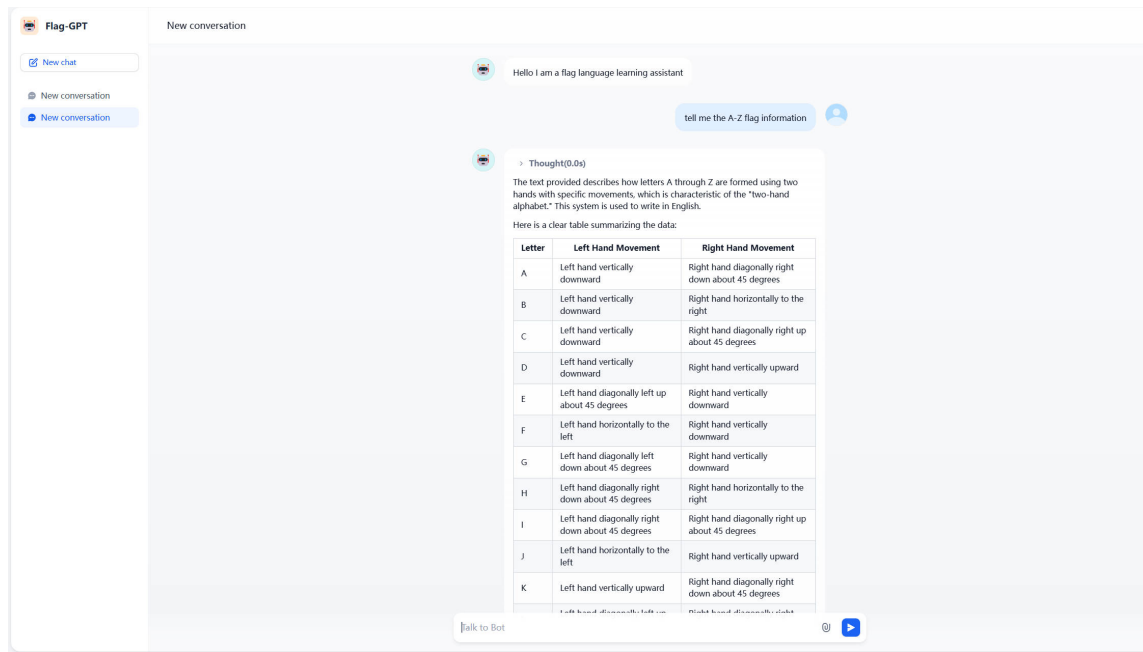 Flag-GPT
New conversation
New chat
New conversation
New conversation
Hello I am a flag language learning assistant
tell me the A-Z flag information
Thought(0.0s)
The text provided describes how letters A through Z are formed using two
hands with specific movements, which is characteristic of the "two-hand
alphabet." This system is used to write in English.
Here is a clear table summarizing the data:
Letter Left Hand Movement Right Hand Movement
A Left hand vertically downward Right hand diagonally right down about 45 degrees
B Left hand vertically downward Right hand horizontally to the right
C Left hand vertically downward Right hand diagonally right up about 45 degrees
D Left hand vertically downward Right hand vertically upward
E Left hand diagonally left up about 45 degrees Right hand vertically downward
F Left hand horizontally to the left Right hand vertically downward
G Left hand diagonally left down about 45 degrees Right hand vertically downward
H Left hand diagonally right down about 45 degrees Right hand horizontally to the right
I Left hand diagonally right down about 45 degrees Right hand diagonally right up about 45 degrees
J Left hand horizontally to the left Right hand vertically upward
K Left hand vertically upward Right hand diagonally right down about 45 degrees
Left hand diagonally left up Right hand diagonally right
Talk to Bot